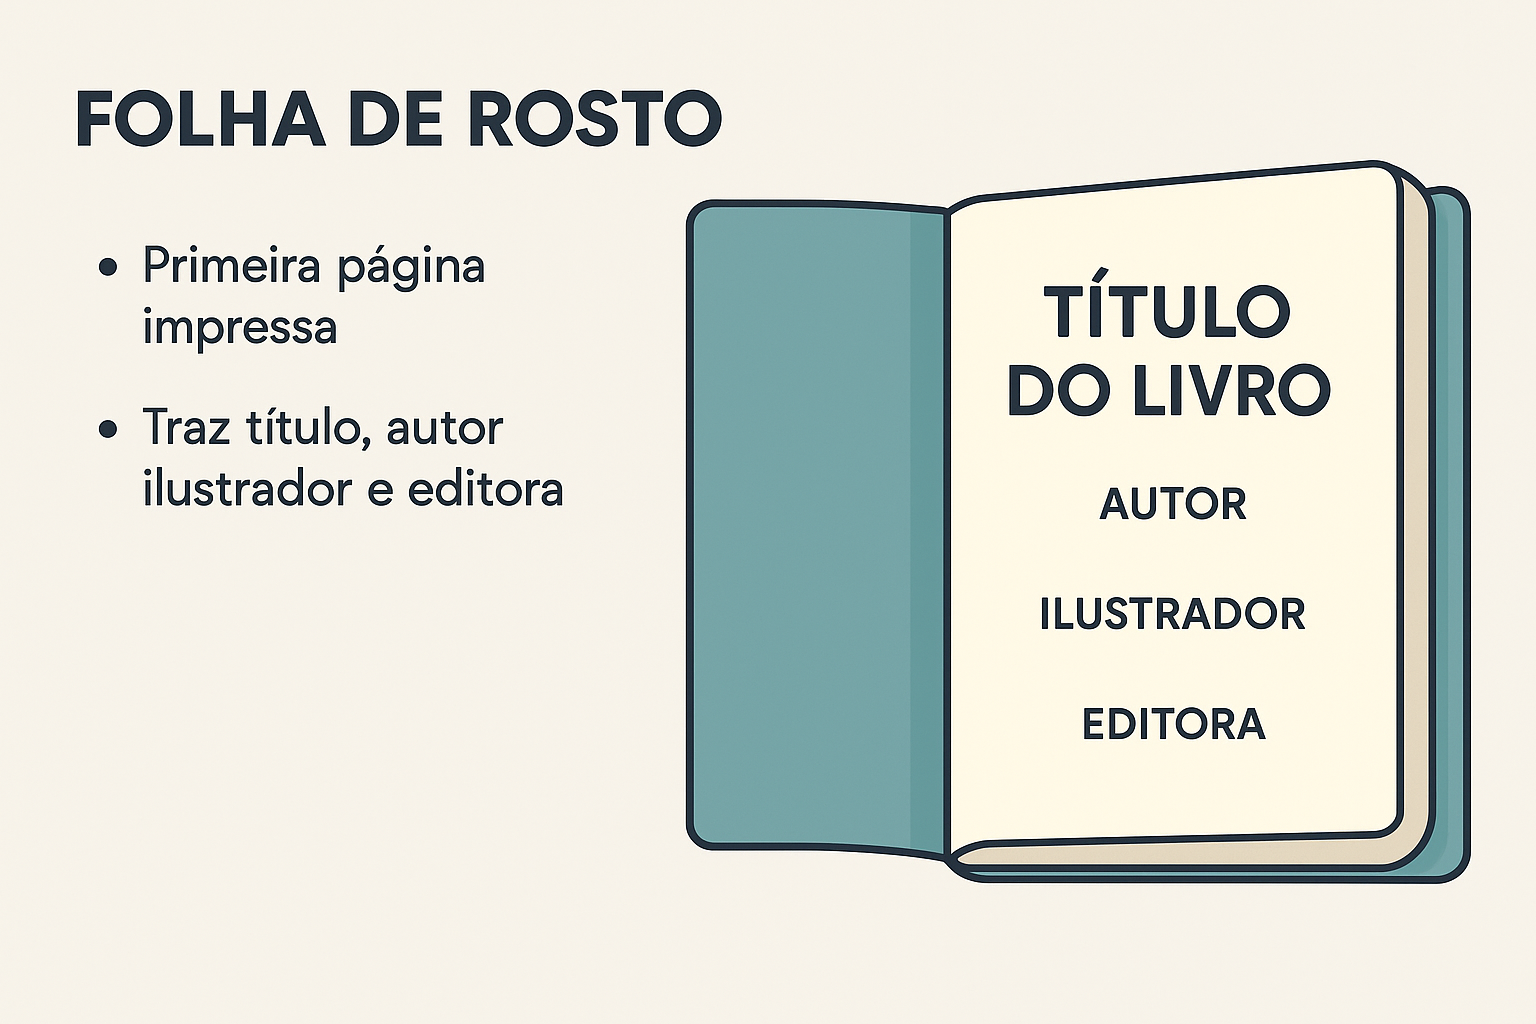 FOLHA DE ROSTO
• Primeira página
impressa
• Traz título, autor
ilustrador e editora
TÍTULO
DO LIVRO
AUTOR
ILUSTRADOR
EDITORA